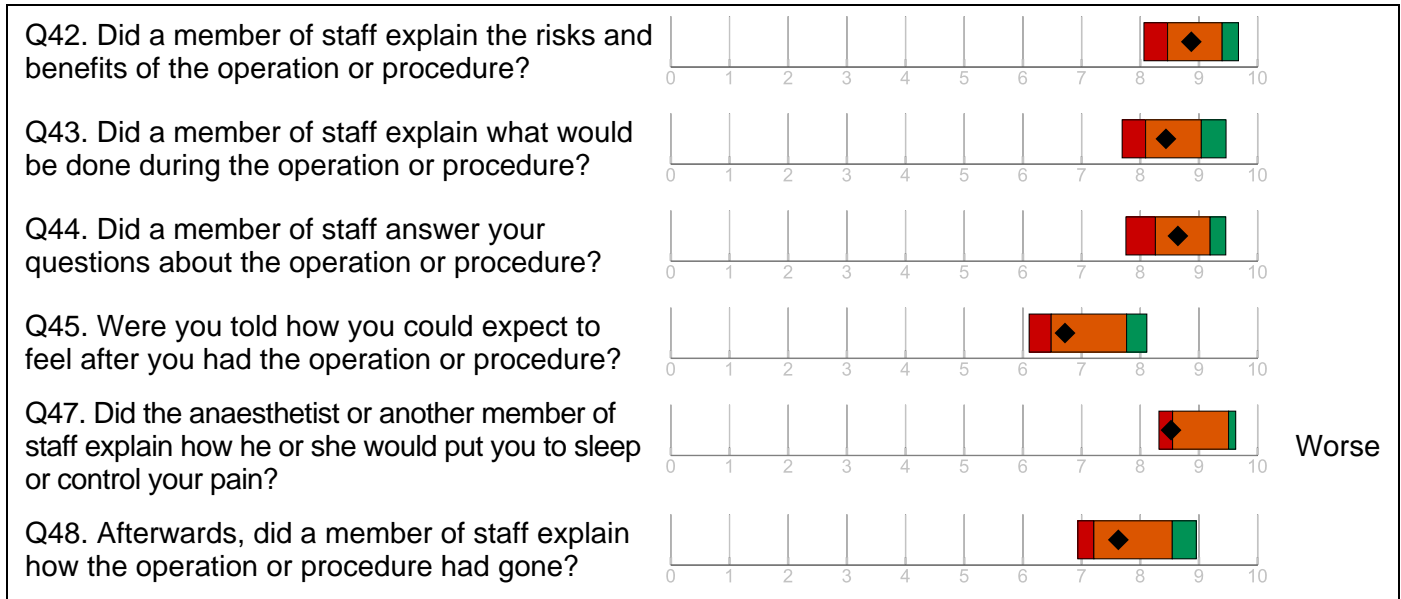 Q42. Did a member of staff explain the risks and
benefits of the operation or procedure?
0 1 2 3 4 5 6 7 8 9 10
Q43. Did a member of staff explain what would
be done during the operation or procedure?
0 1 2 3 4 5 6 7 8 9 10
Q44. Did a member of staff answer your
questions about the operation or procedure?
0 1 2 3 4 5 6 7 8 9 10
Q45. Were you told how you could expect to
feel after you had the operation or procedure?
0 1 2 3 4 5 6 7 8 9 10
Q47. Did the anaesthetist or another member of
staff explain how he or she would put you to sleep
or control your pain?
0 1 2 3 4 5 6 7 8 9 10
Worse
Q48. Afterwards, did a member of staff explain
how the operation or procedure had gone?
0 1 2 3 4 5 6 7 8 9 10